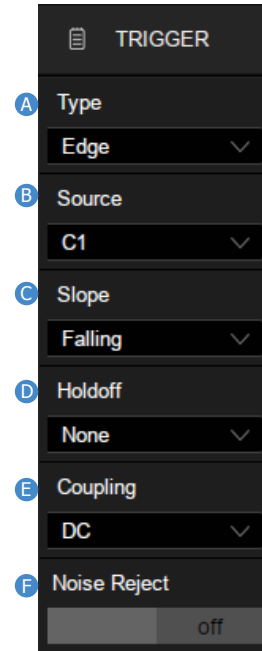 TRIGGER
A Type
Edge
B Source
C1
C Slope
Falling
D Holdoff
None
E Coupling
DC
F Noise Reject
off